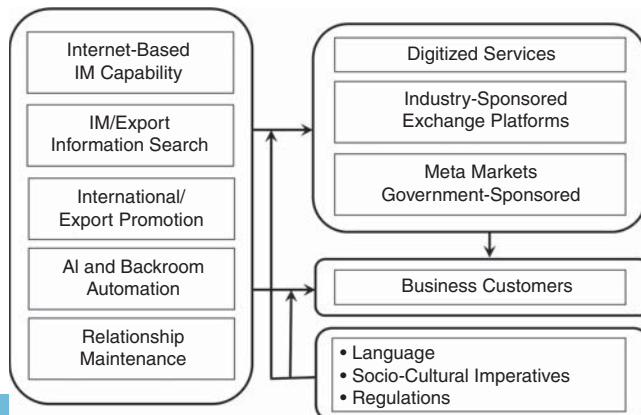 Internet-Based
IM Capability
IM/Export
Information Search
International/
Export Promotion
AI and Backroom
Automation
Relationship
Maintenance
Digitized Services
Industry-Sponsored
Exchange Platforms
Meta Markets
Government-Sponsored
Business Customers
• Language
• Socio-Cultural Imperatives
• Regulations